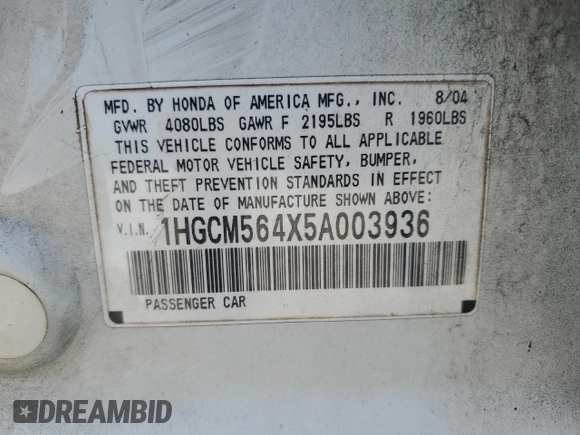 MFD. BY HONDA OF AMERICA MFG., INC. 8/04
GVWR 4080LBS GAWR F 2195LBS R 1960LBS
THIS VEHICLE CONFORMS TO ALL APPLICABLE
FEDERAL MOTOR VEHICLE SAFETY, BUMPER,
AND THEFT PREVENTION STANDARDS IN EFFECT
ON THE DATE OF MANUFACTURE SHOWN ABOVE:
V.I.N. 1HGCM564X5A003936
PASSENGER CAR
DREAMBID